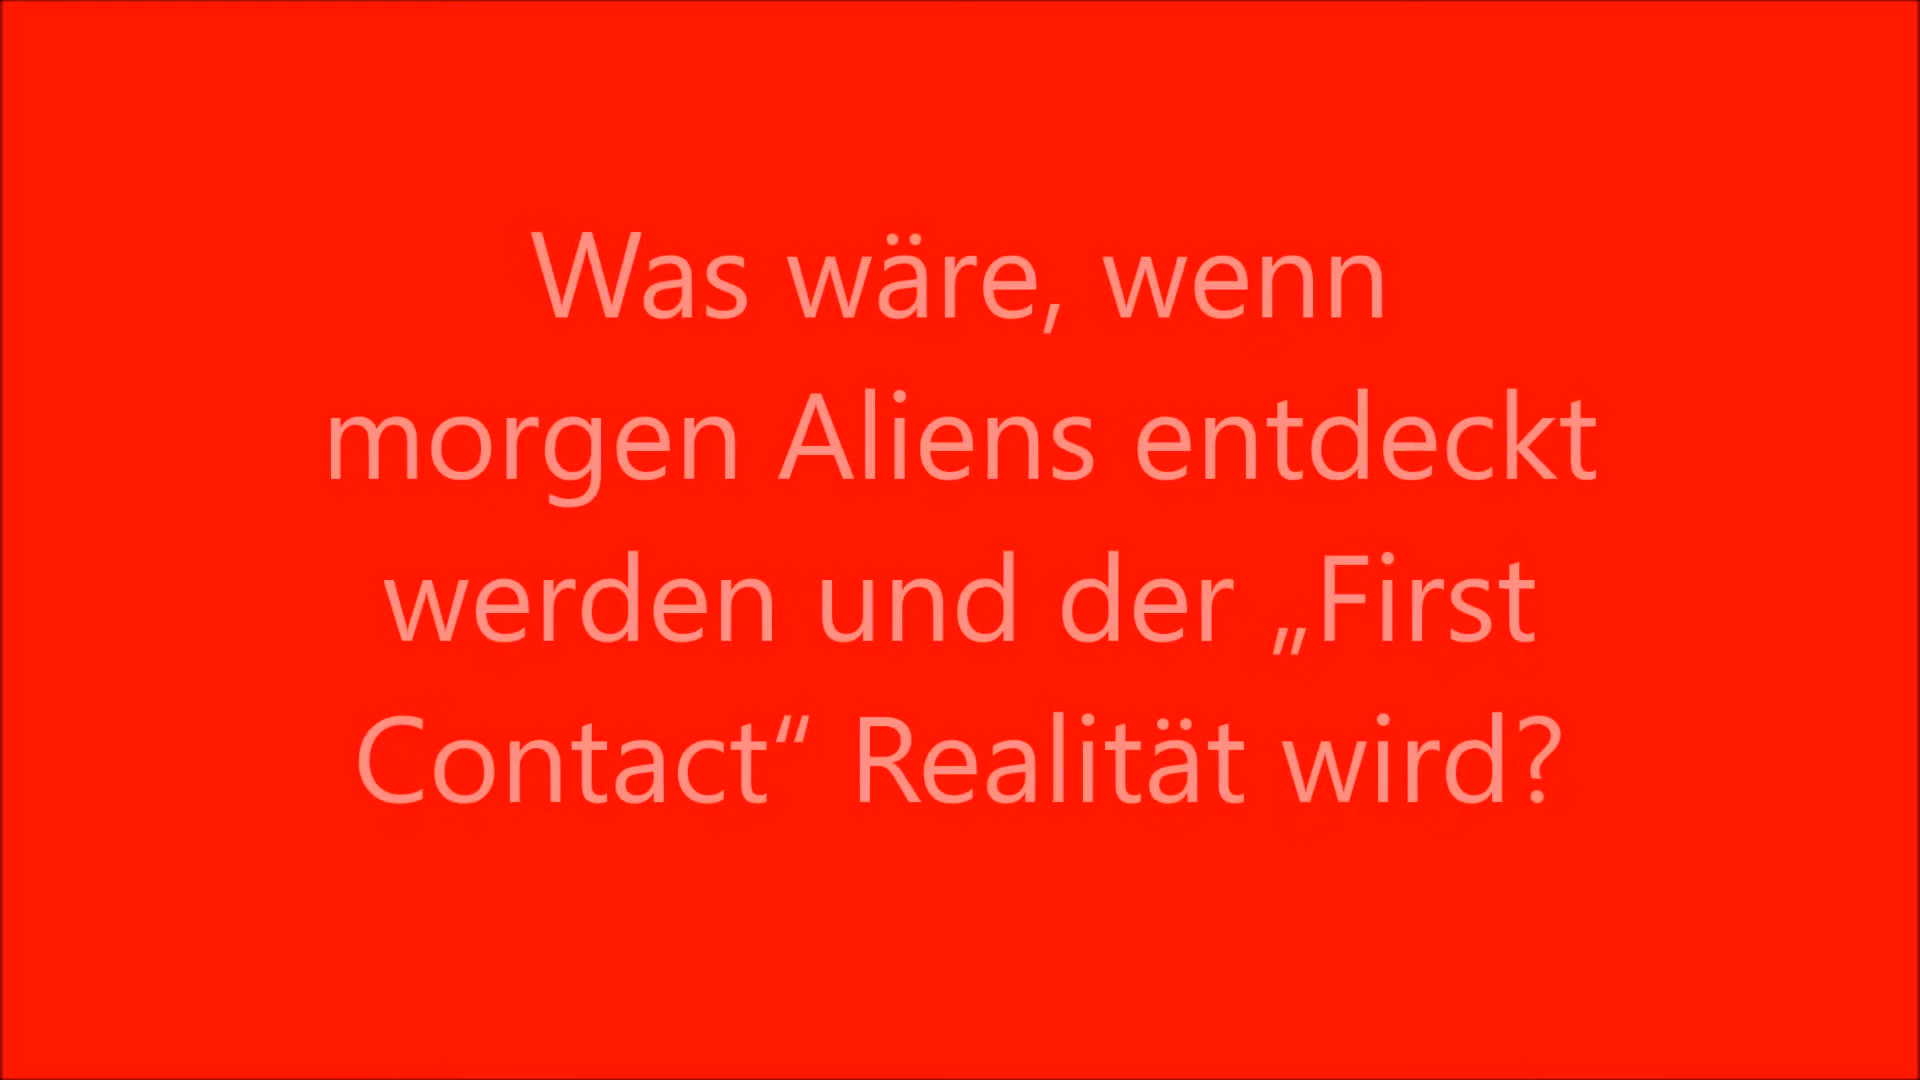 Was wäre, wenn
morgen Aliens entdeckt
werden und der „First
Contact“ Realität wird?